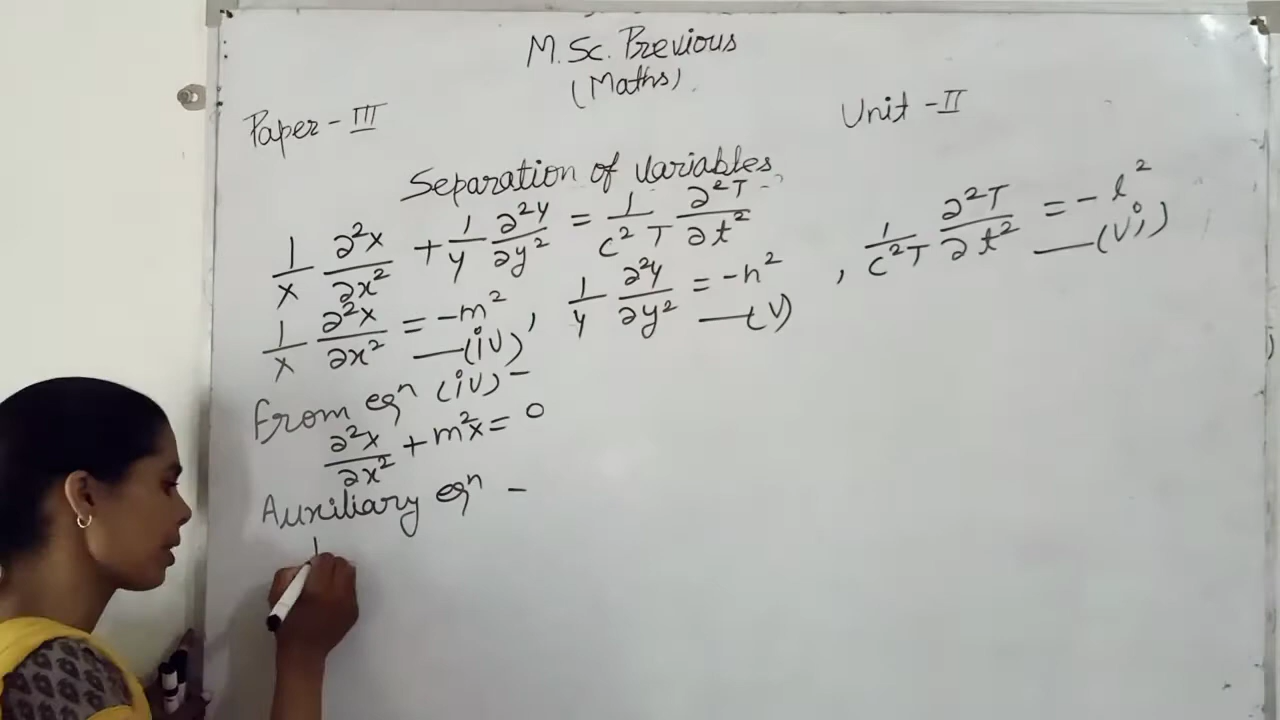 M.Sc. Previous
(Maths).
Paper - III
Unit - II
Separation of variables
1/X ∂²X/∂x² + 1/Y ∂²Y/∂y² = 1/c²T ∂²T/∂t²
1/X ∂²X/∂x² = -m² —(iv), 1/Y ∂²Y/∂y² = -n² —(v), 1/c²T ∂²T/∂t² = -l² —(vi)
From eqⁿ (iv) -
∂²X/∂x² + m²X = 0
Auxiliary eqⁿ -